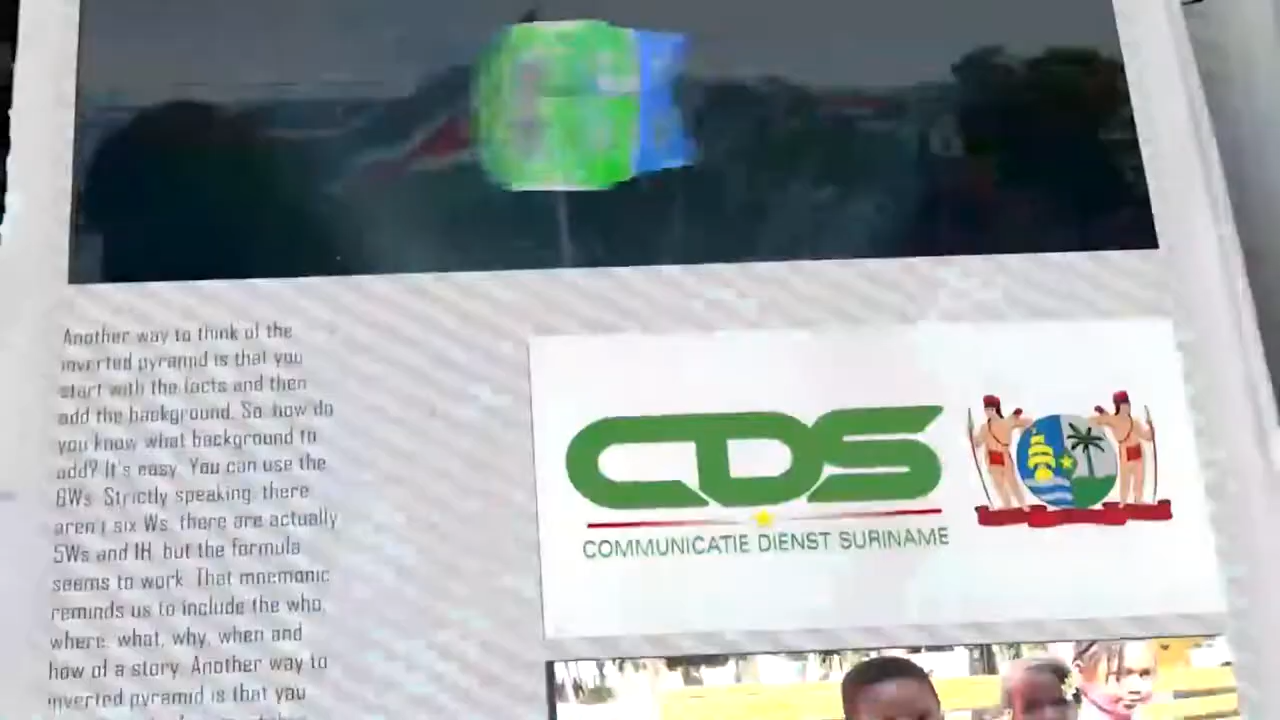 Another way to think of the
inverted pyramid is that you
start with the facts and then
add the background. So, how do
you know what background to
add? It's easy. You can use the
6Ws. Strictly speaking, there
aren't six Ws, there are actually
5Ws and 1H, but the formula
seems to work. That mnemonic
reminds us to include the who,
where, what, why, when and
how of a story. Another way to
inverted pyramid is that you
CDS
COMMUNICATIE DIENST SURINAME